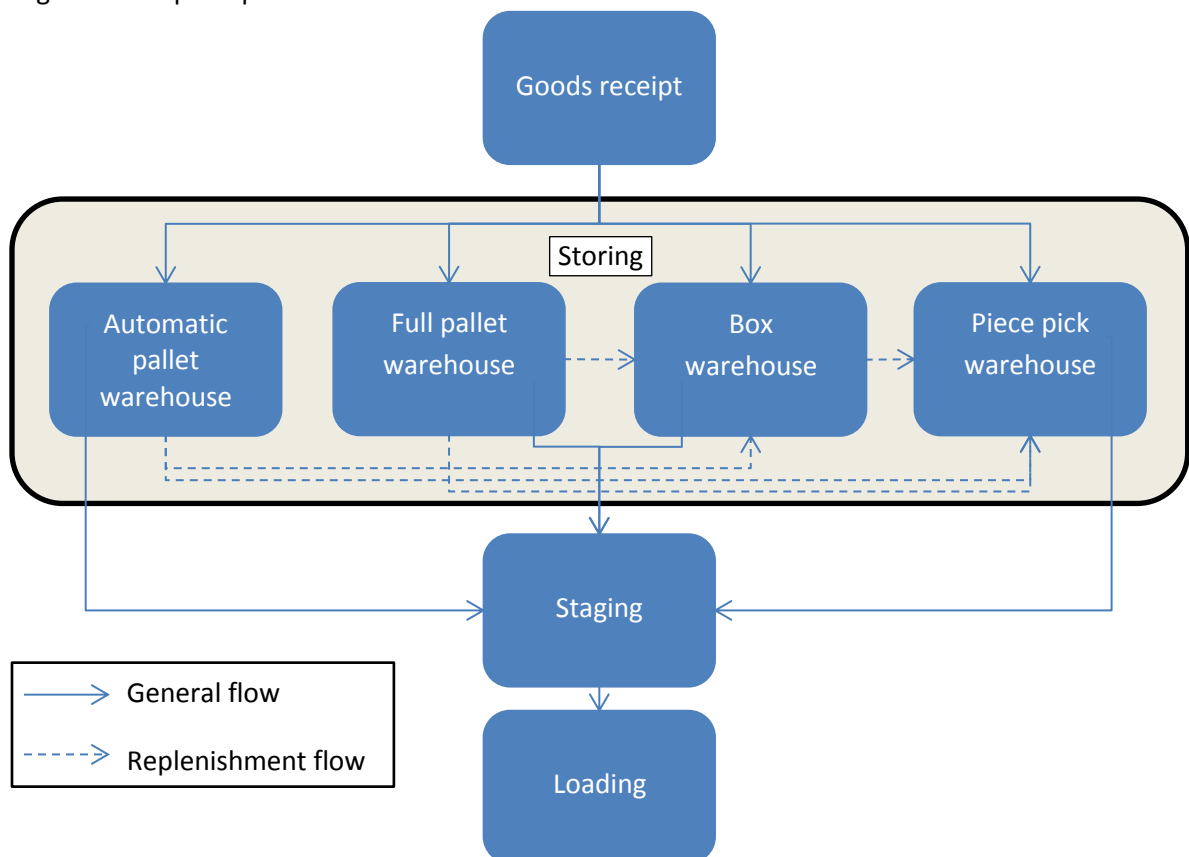 Goods receipt
Storing
Automatic
pallet
warehouse
Full pallet
warehouse
Box
warehouse
Piece pick
warehouse
Staging
General flow
Replenishment flow
Loading